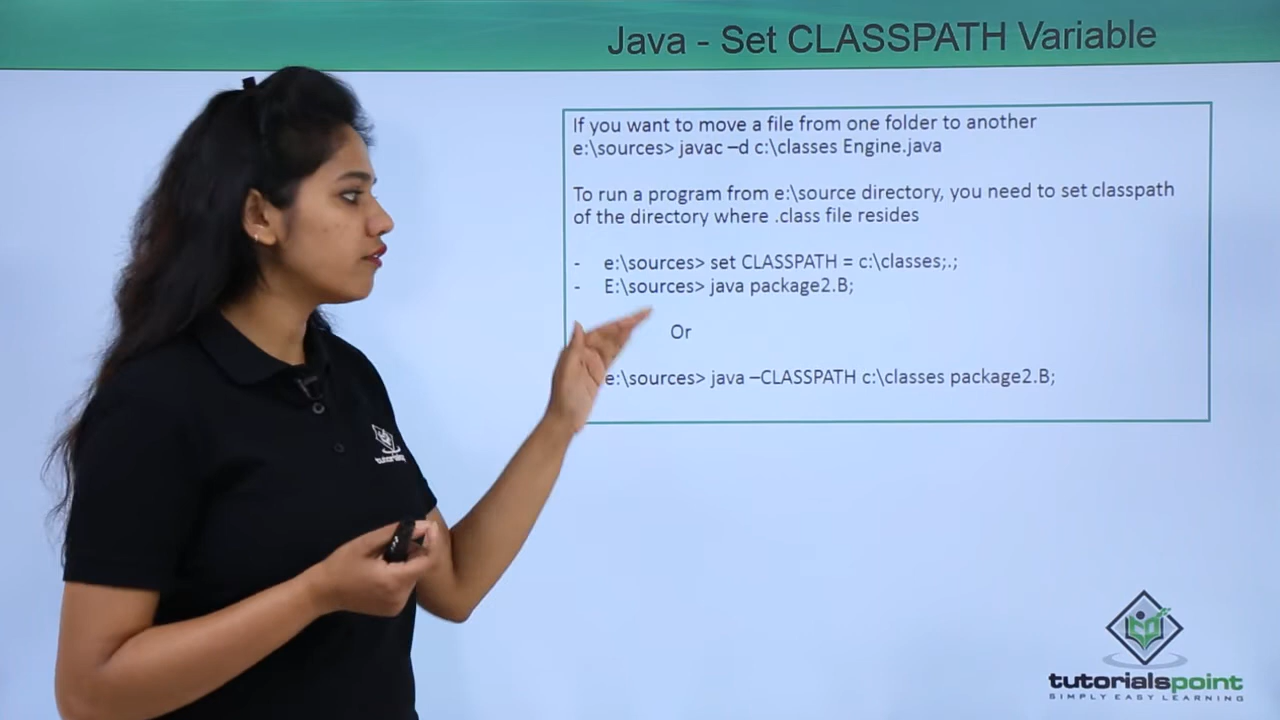 Java - Set CLASSPATH Variable
If you want to move a file from one folder to another
e:\sources> javac –d c:\classes Engine.java
To run a program from e:\source directory, you need to set classpath
of the directory where .class file resides
- e:\sources> set CLASSPATH = c:\classes;.;
- E:\sources> java package2.B;
Or
e:\sources> java –CLASSPATH c:\classes package2.B;
tutorialspoint
SIMPLY EASY LEARNING